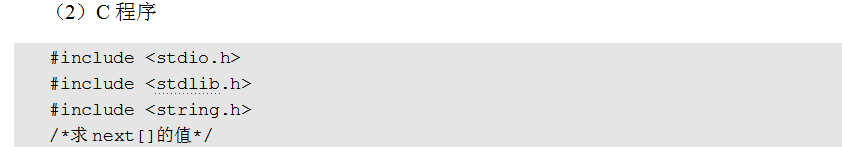 （2）C 程序
#include <stdio.h>
#include <stdlib.h>
#include <string.h>
/*求 next[]的值*/